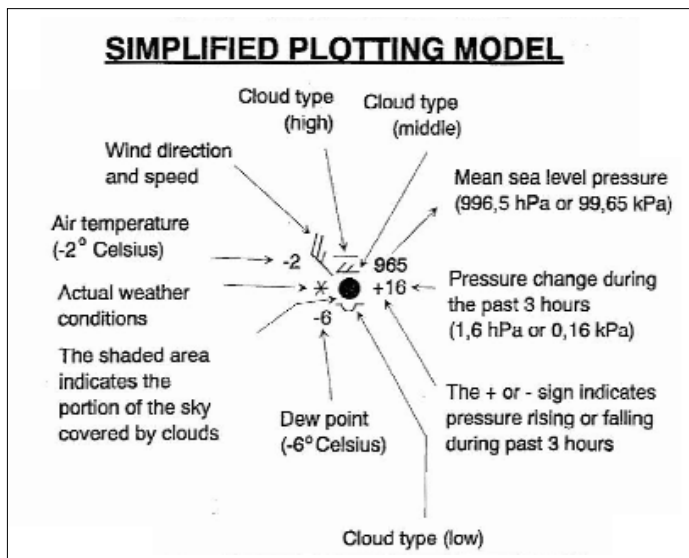 SIMPLIFIED PLOTTING MODEL
Cloud type
(high)
Cloud type
(middle)
Wind direction
and speed
Mean sea level pressure
(996,5 hPa or 99,65 kPa)
Air temperature
(-2° Celsius)
-2
965
+16
-6
Actual weather
conditions
Pressure change during
the past 3 hours
(1,6 hPa or 0,16 kPa)
The shaded area
indicates the
portion of the sky
covered by clouds
Dew point
(-6° Celsius)
The + or - sign indicates
pressure rising or falling
during past 3 hours
Cloud type (low)